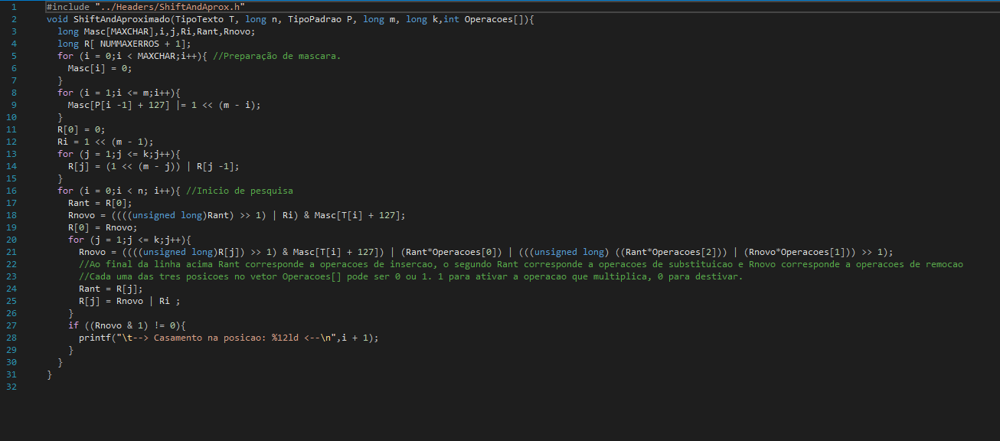 1 #include "../Headers/ShiftAndAprox.h"
2 void ShiftAndAproximado(TipoTexto T, long n, TipoPadrao P, long m, long k,int Operacoes[]){
3 long Masc[MAXCHAR],i,j,Ri,Rant,Rnovo;
4 long R[ NUMMAXERROS + 1];
5 for (i = 0;i < MAXCHAR;i++){ //Preparação de mascara.
6 Masc[i] = 0;
7 }
8 for (i = 1;i <= m;i++){
9 Masc[P[i -1] + 127] |= 1 << (m - i);
10 }
11 R[0] = 0;
12 Ri = 1 << (m - 1);
13 for (j = 1;j <= k;j++){
14 R[j] = (1 << (m - j)) | R[j -1];
15 }
16 for (i = 0;i < n; i++){ //Inicio de pesquisa
17 Rant = R[0];
18 Rnovo = ((((unsigned long)Rant) >> 1) | Ri) & Masc[T[i] + 127];
19 R[0] = Rnovo;
20 for (j = 1;j <= k;j++){
21 Rnovo = ((((unsigned long)R[j]) >> 1) & Masc[T[i] + 127]) | (Rant*Operacoes[0]) | (((unsigned long) ((Rant*Operacoes[2])) | (Rnovo*Operacoes[1])) >> 1);
22 //Ao final da linha acima Rant corresponde a operacoes de insercao, o segundo Rant corresponde a operacoes de substituicao e Rnovo corresponde a operacoes de remocao
23 //Cada uma das tres posicoes no vetor Operacoes[] pode ser 0 ou 1. 1 para ativar a operacao que multiplica, 0 para destivar.
24 Rant = R[j];
25 R[j] = Rnovo | Ri ;
26 }
27 if ((Rnovo & 1) != 0){
28 printf("\t--> Casamento na posicao: %12ld <--\n",i + 1);
29 }
30 }
31 }
32